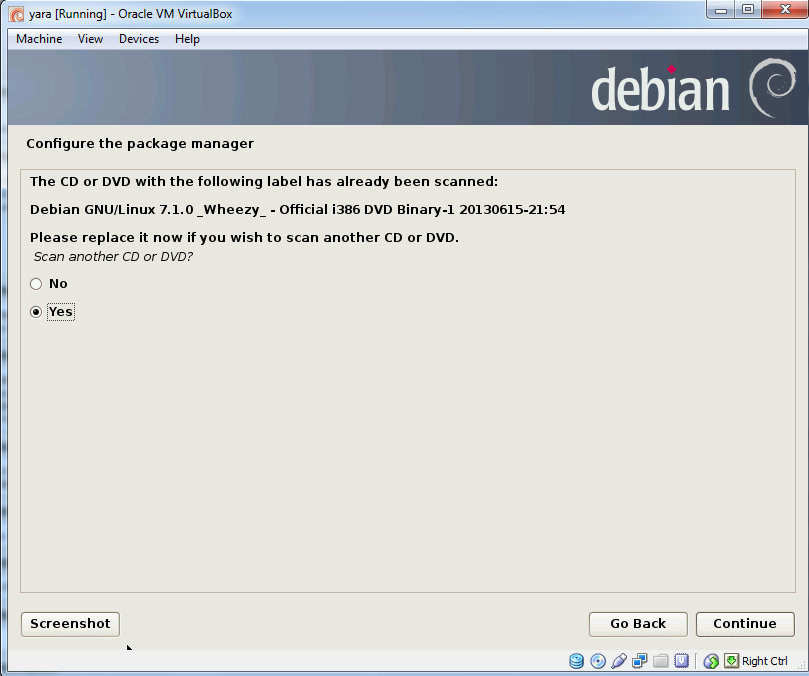 yara [Running] - Oracle VM VirtualBox
Machine View Devices Help
debian
Configure the package manager
The CD or DVD with the following label has already been scanned:
Debian GNU/Linux 7.1.0 _Wheezy_ - Official i386 DVD Binary-1 20130615-21:54
Please replace it now if you wish to scan another CD or DVD.
Scan another CD or DVD?
No
Yes
Screenshot Go Back Continue
Right Ctrl